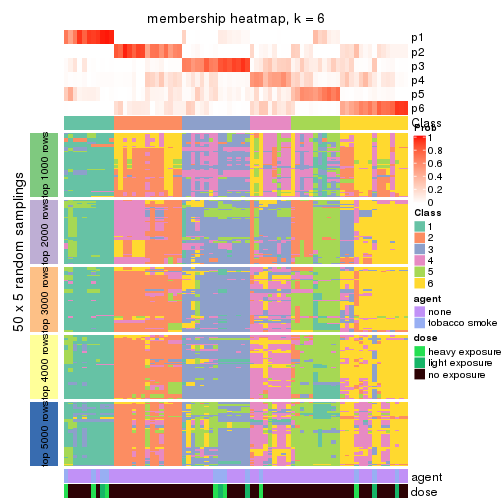 membership heatmap, k = 6
p1
p2
p3
p4
p5
p6
Class
Prob
1
0.8
0.6
0.4
0.2
0
Class
1
2
3
4
5
6
agent
none
tobacco smoke
dose
heavy exposure
light exposure
no exposure
50 x 5 random samplings
top 1000 rows
top 2000 rows
top 3000 rows
top 4000 rows
top 5000 rows
agent
dose